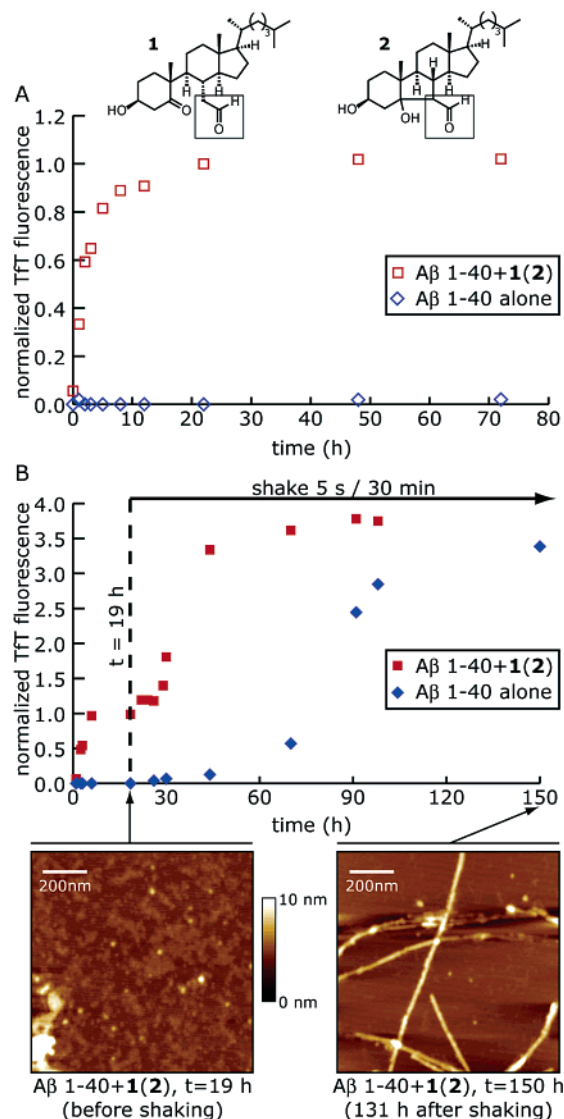 1
2
3
3
H
H
H
H
HO
O
O
H
H
H
H
H
HO
OH
O
A
normalized TfT fluorescence
1.2
1.0
0.8
0.6
0.4
0.2
0.0
Aβ 1-40+1(2)
Aβ 1-40 alone
0 10 20 30 40 50 60 70 80
time (h)
B
shake 5 s / 30 min
normalized TfT fluorescence
4.0
3.5
3.0
2.5
2.0
1.5
1.0
0.5
0.0
t = 19 h
Aβ 1-40+1(2)
Aβ 1-40 alone
0 30 60 90 120 150
time (h)
200nm
10 nm
0 nm
200nm
Aβ 1-40+1(2), t=19 h
(before shaking)
Aβ 1-40+1(2), t=150 h
(131 h after shaking)